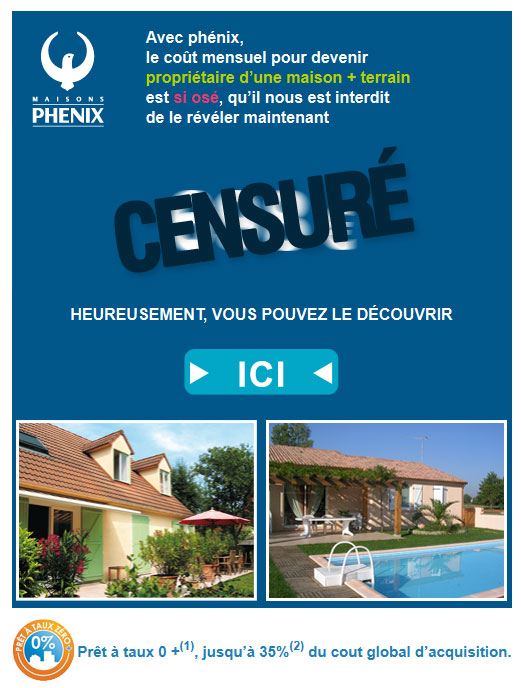 MAISONS
PHENIX
Avec phénix,
le coût mensuel pour devenir
propriétaire d'une maison + terrain
est si osé, qu'il nous est interdit
de le révéler maintenant
CENSURÉ
HEUREUSEMENT, VOUS POUVEZ LE DÉCOUVRIR
ICI
PRÊT A TAUX ZÉRO+
0%
Prêt à taux 0 +(1), jusqu'à 35%(2) du cout global d'acquisition.